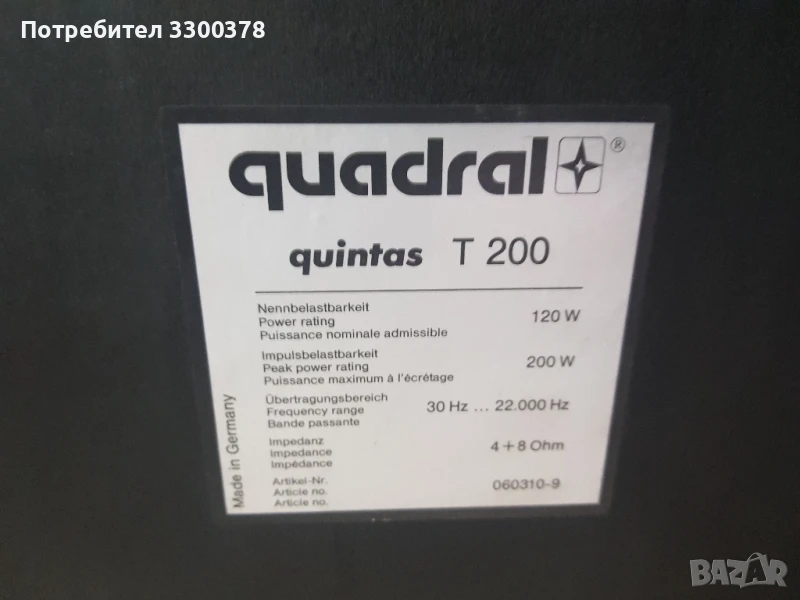 Потребител 3300378
quadral ®
quintas T 200
Nennbelastbarkeit
Power rating
Puissance nominale admissible
120 W
Impulsbelastbarkeit
Peak power rating
Puissance maximum à l'écrêtage
200 W
Übertragungsbereich
Frequency range
Bande passante
30 Hz ... 22.000 Hz
Impedanz
Impedance
Impédance
4+8 Ohm
Artikel-Nr.
Article no.
Article no.
060310-9
Made in Germany
BAZAR